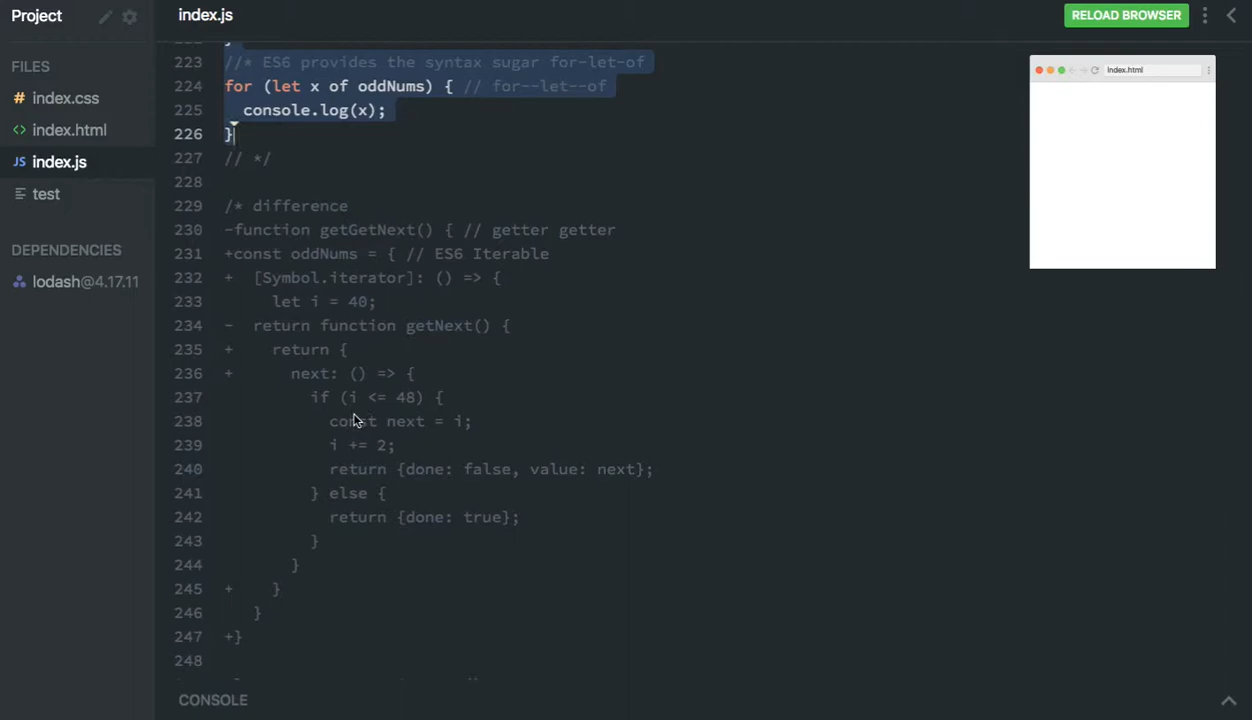 Project
index.js
RELOAD BROWSER
FILES
index.css
index.html
JS index.js
test
DEPENDENCIES
lodash@4.17.11
223 //* ES6 provides the syntax sugar for-let-of
224 for (let x of oddNums) { // for--let--of
225 console.log(x);
226 }
227 // */
228
229 /* difference
230 -function getGetNext() { // getter getter
231 +const oddNums = { // ES6 Iterable
232 + [Symbol.iterator]: () => {
233 let i = 40;
234 - return function getNext() {
235 + return {
236 + next: () => {
237 if (i <= 48) {
238 const next = i;
239 i += 2;
240 return {done: false, value: next};
241 } else {
242 return {done: true};
243 }
244 }
245 + }
246 }
247 +}
248
CONSOLE
index.html